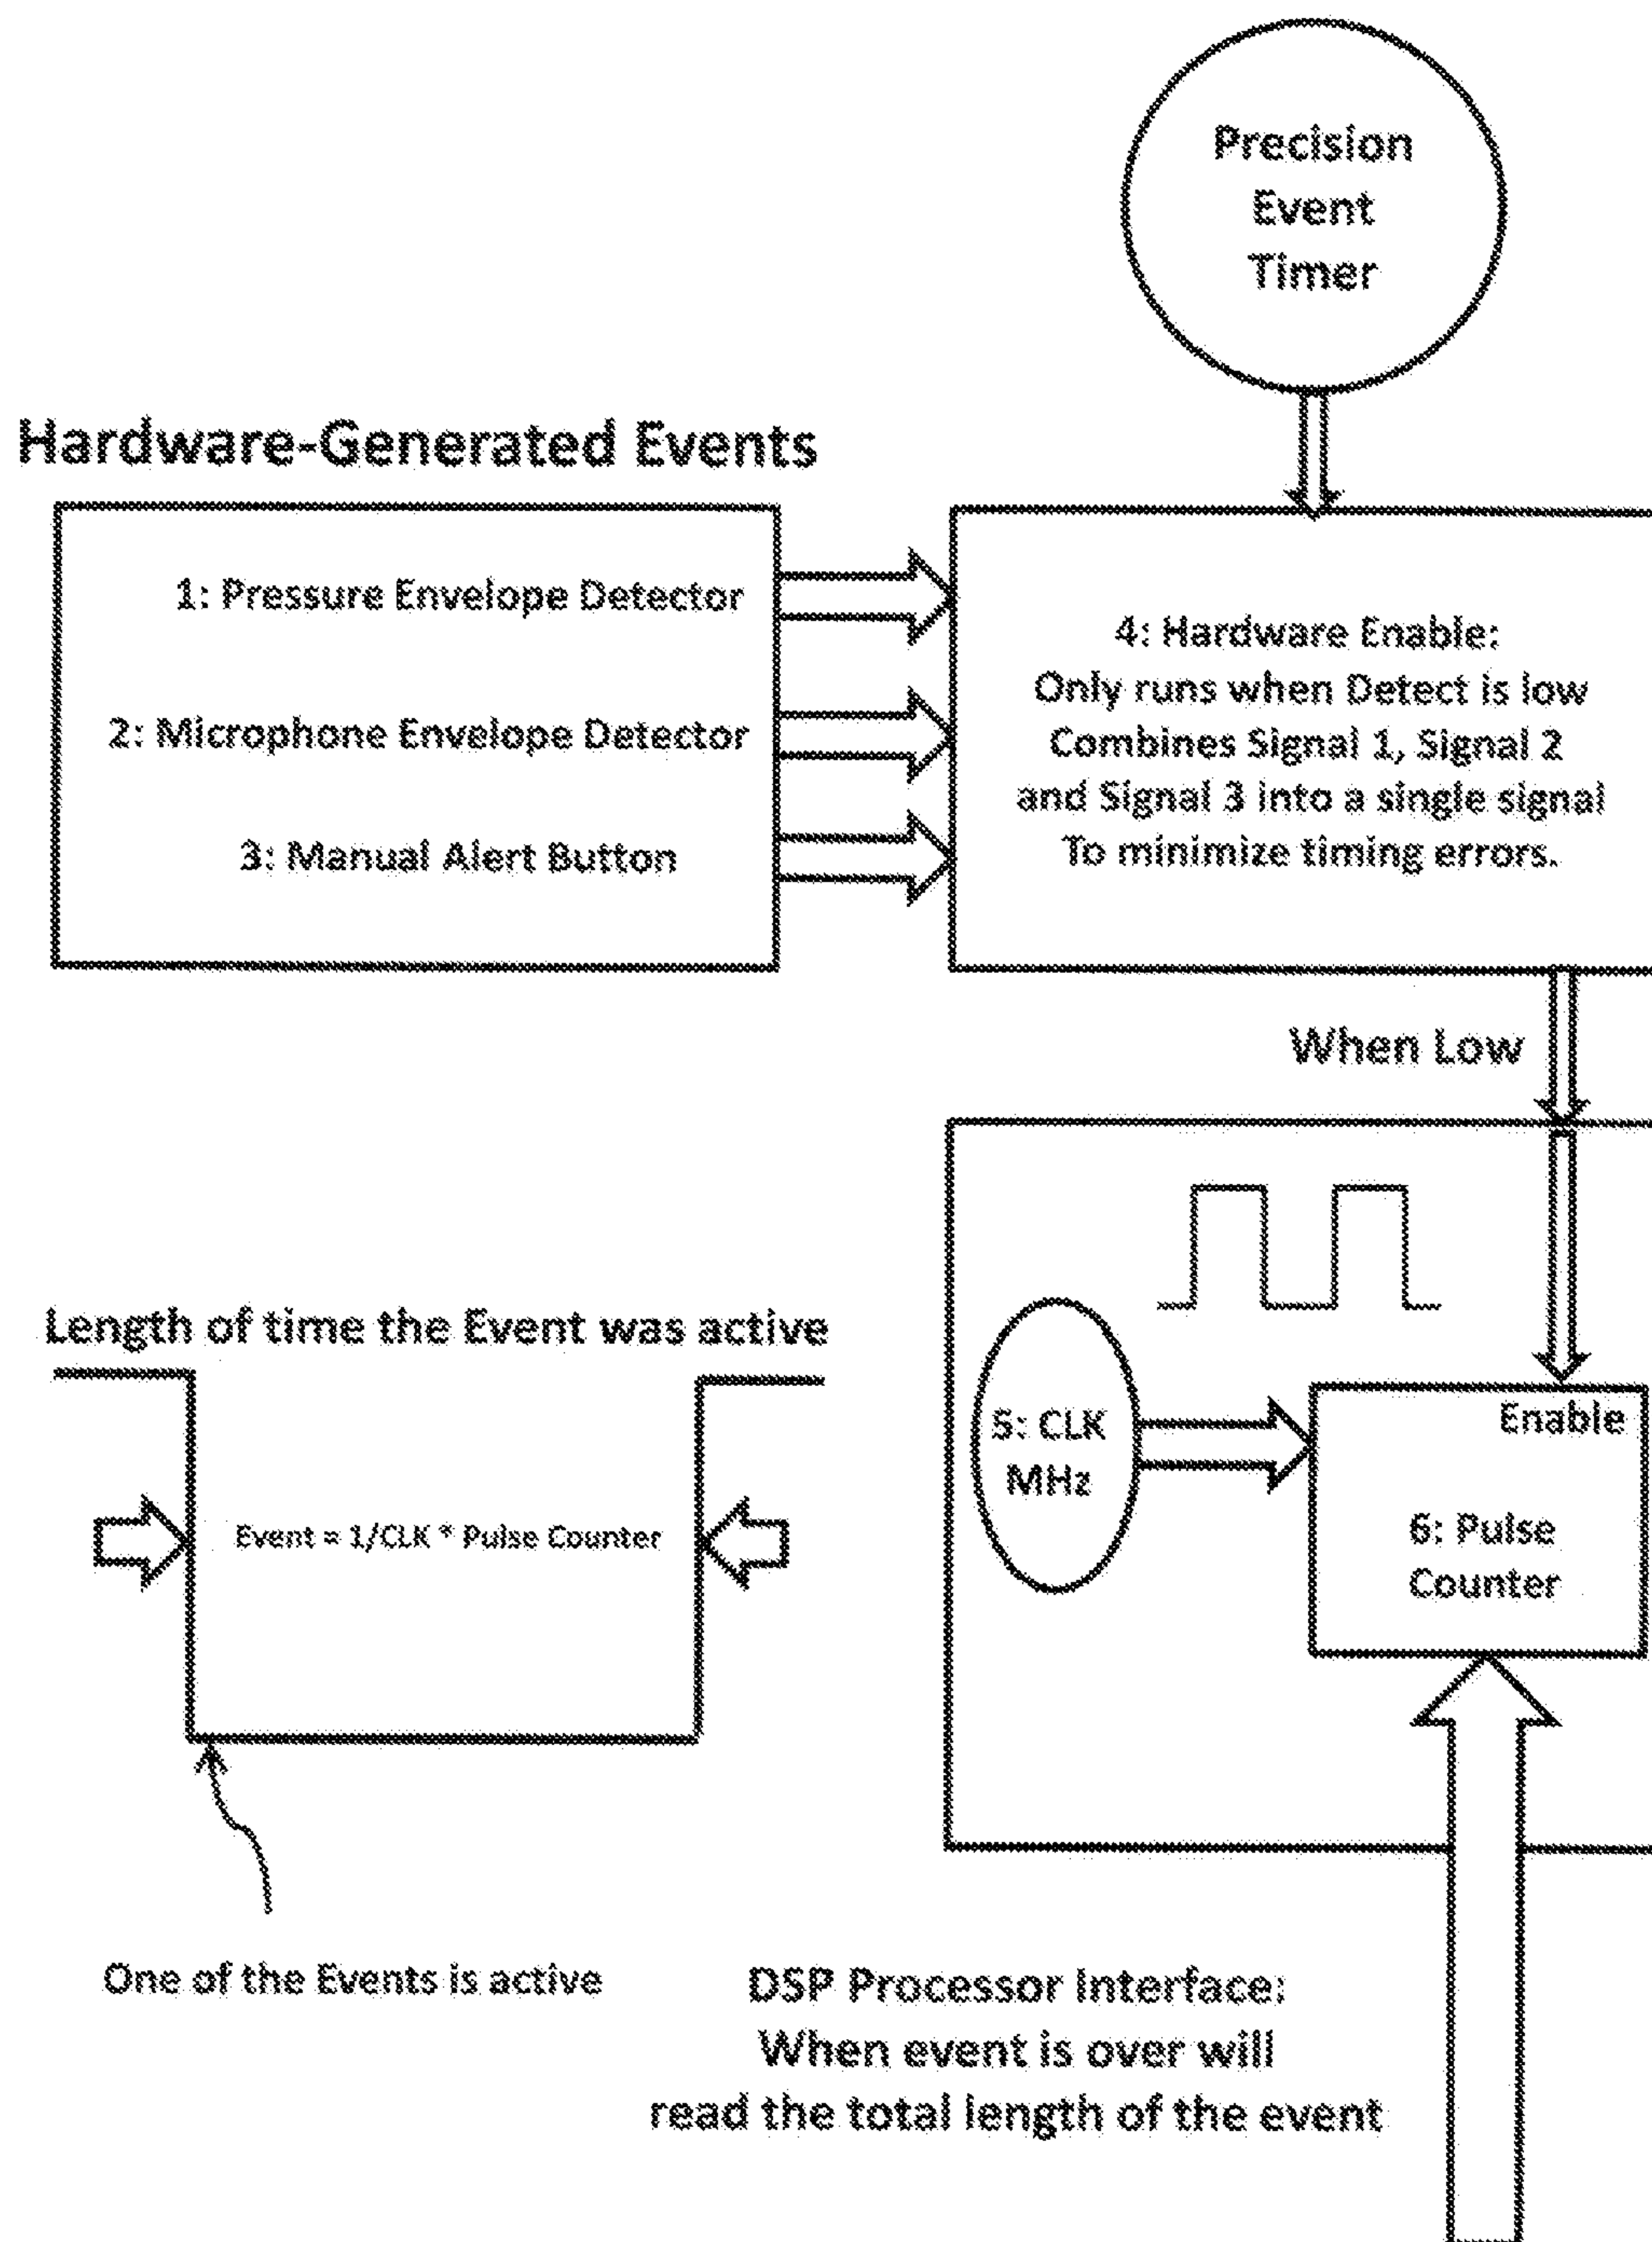 Precision
Event
Timer
Hardware-Generated Events
1: Pressure Envelope Detector
2: Microphone Envelope Detector
3: Manual Alert Button
4: Hardware Enable:
Only runs when Detect is low
Combines Signal 1, Signal 2
and Signal 3 into a single signal
To minimize timing errors.
When Low
Length of time the Event was active
Event = 1/CLK * Pulse Counter
One of the Events is active
5: CLK
MHz
Enable
6: Pulse
Counter
DSP Processor Interface:
When event is over will
read the total length of the event